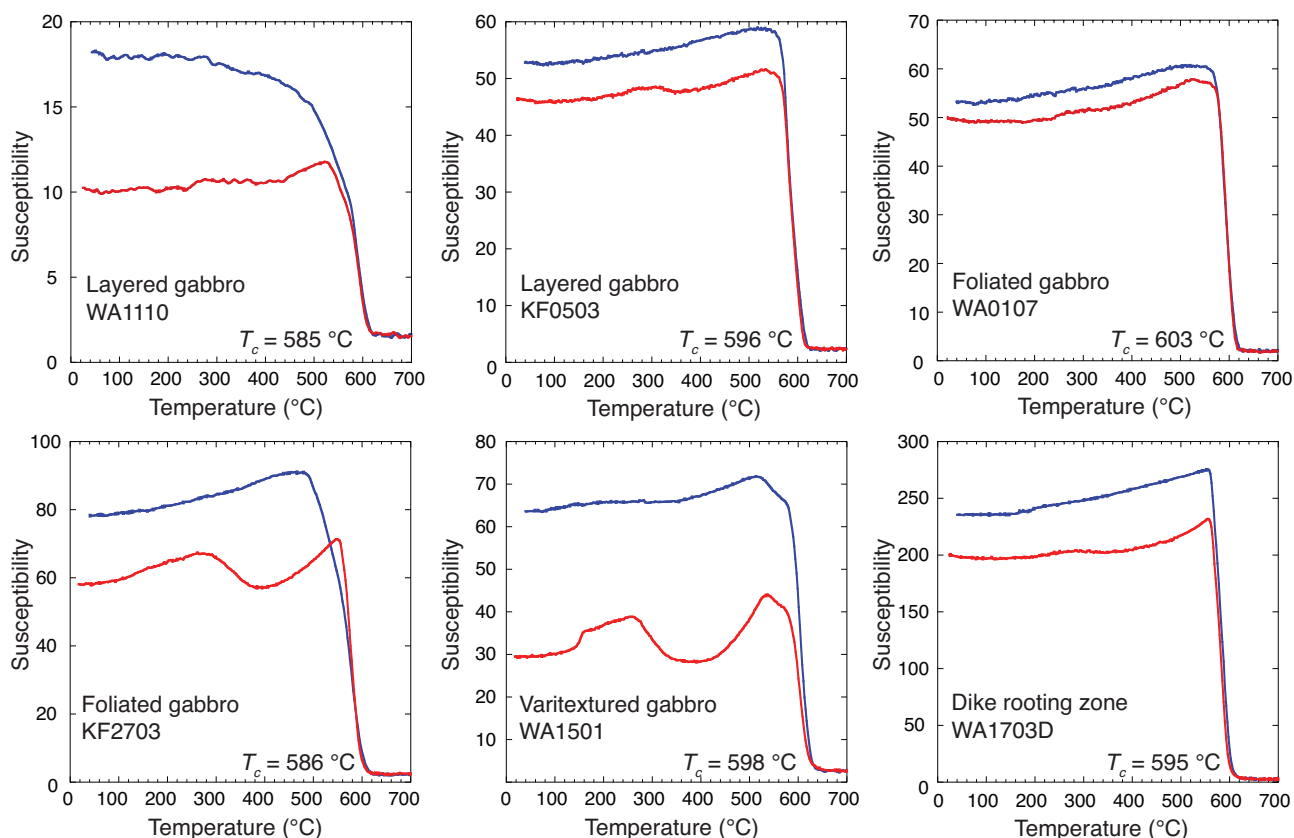 Susceptibility
20
15
10
5
0
Layered gabbro
WA1110
T_c = 585 °C
0 100 200 300 400 500 600 700
Temperature (°C)
Susceptibility
60
50
40
30
20
10
0
Layered gabbro
KF0503
T_c = 596 °C
0 100 200 300 400 500 600 700
Temperature (°C)
Susceptibility
70
60
50
40
30
20
10
0
Foliated gabbro
WA0107
T_c = 603 °C
0 100 200 300 400 500 600 700
Temperature (°C)
Susceptibility
100
80
60
40
20
0
Foliated gabbro
KF2703
T_c = 586 °C
0 100 200 300 400 500 600 700
Temperature (°C)
Susceptibility
80
70
60
50
40
30
20
10
Varitextured gabbro
WA1501
T_c = 598 °C
0 100 200 300 400 500 600 700
Temperature (°C)
Susceptibility
300
250
200
150
100
50
0
Dike rooting zone
WA1703D
T_c = 595 °C
0 100 200 300 400 500 600 700
Temperature (°C)